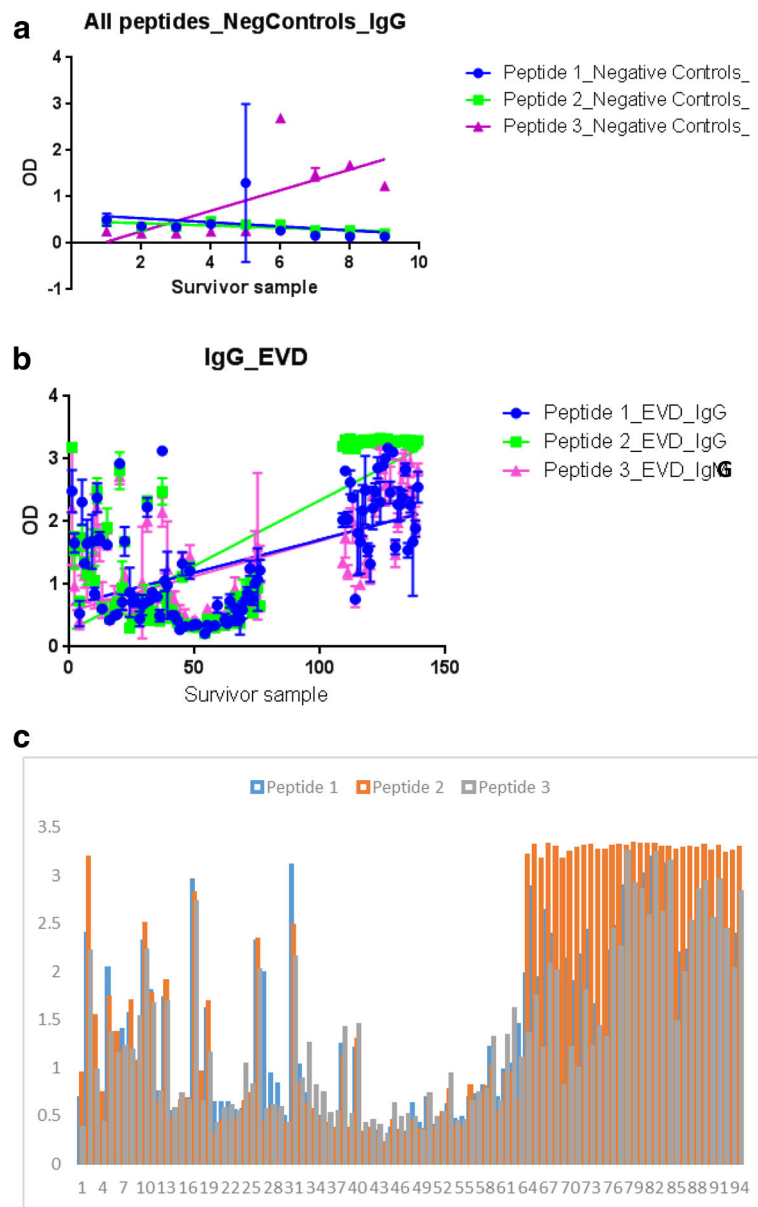 a
All peptides_NegControls_IgG
4
3
2
1
0
-1
OD
2 4 6 8 10
Survivor sample
Peptide 1_Negative Controls_
Peptide 2_Negative Controls_
Peptide 3_Negative Controls_
b
IgG_EVD
4
3
2
1
0
OD
0 50 100 150
Survivor sample
Peptide 1_EVD_IgG
Peptide 2_EVD_IgG
Peptide 3_EVD_IgG
c
Peptide 1 Peptide 2 Peptide 3
3.5
3
2.5
2
1.5
1
0.5
0
1 4 7 10 13 16 19 22 25 28 31 34 37 40 43 46 49 52 55 58 61 64 67 70 73 76 79 82 85 88 91 94